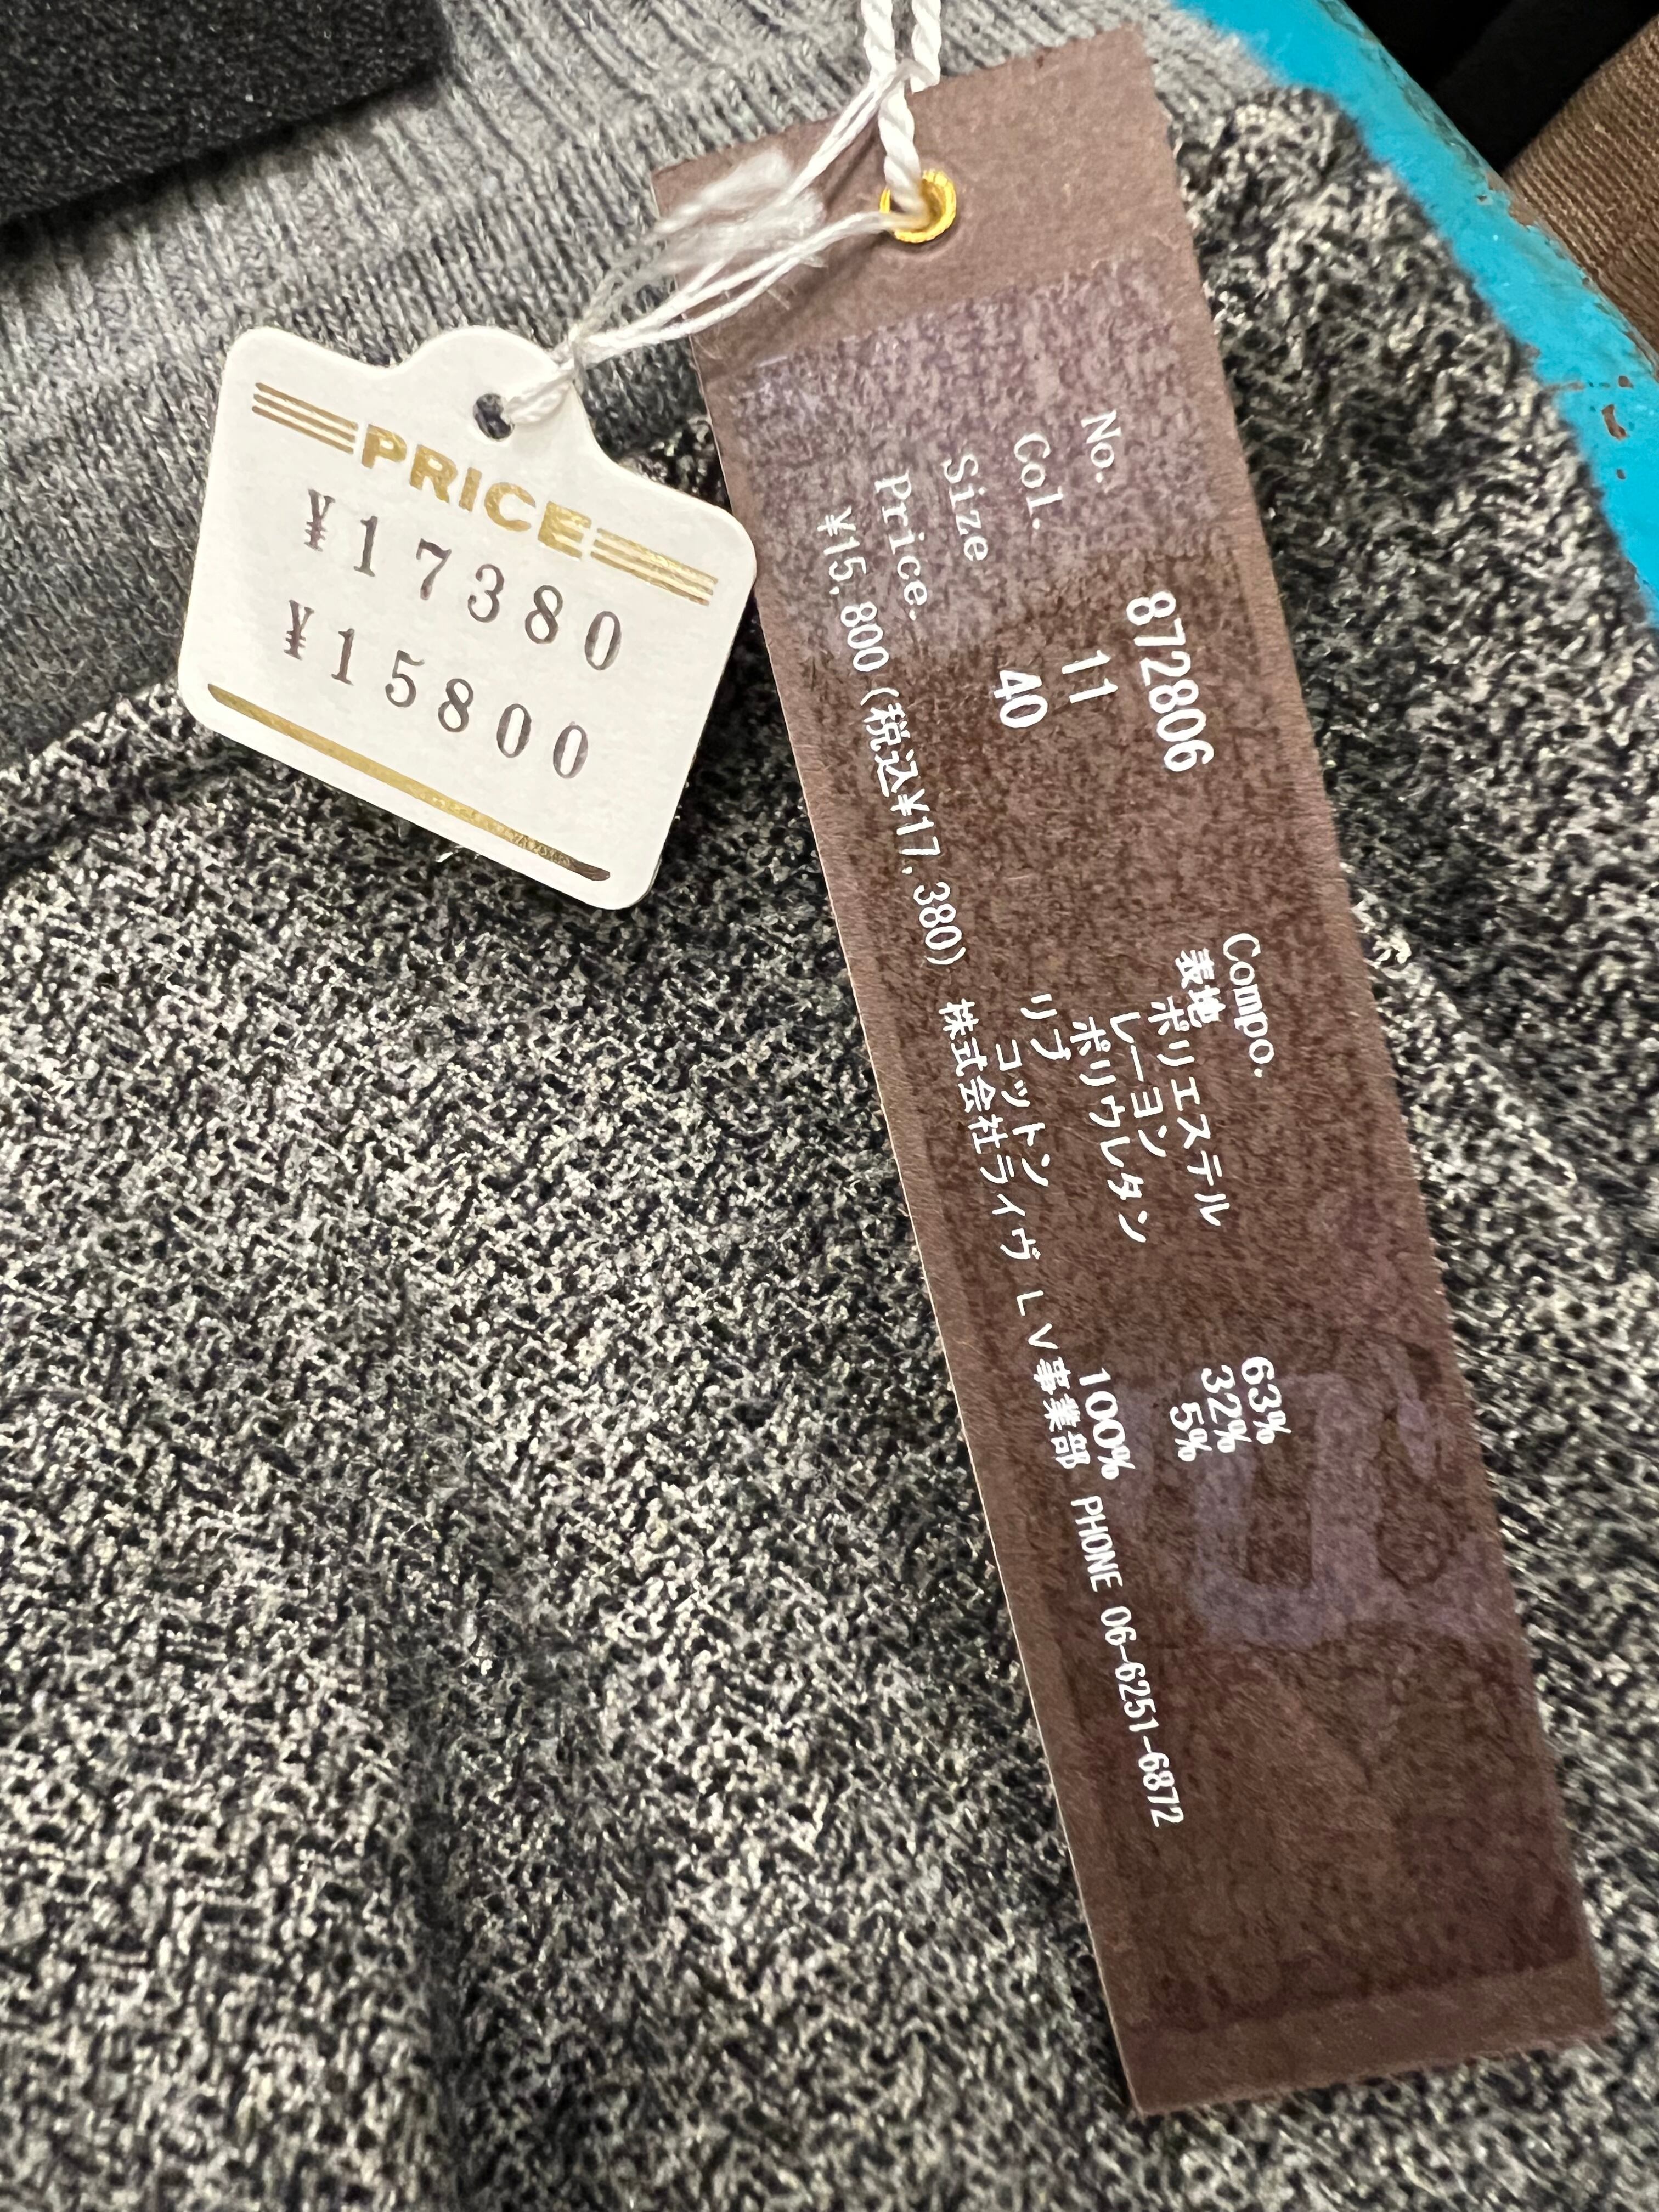 PRICE
¥17380
¥15800
No. 872806
Col. 11
Size 40
Price.
¥15,800(税込¥17,380)
Compo.
表地
ポリエステル 63%
レーヨン 32%
ポリウレタン 5%
リブ
コットン 100%
株式会社ライヴ LV事業部 PHONE 06-6251-6872